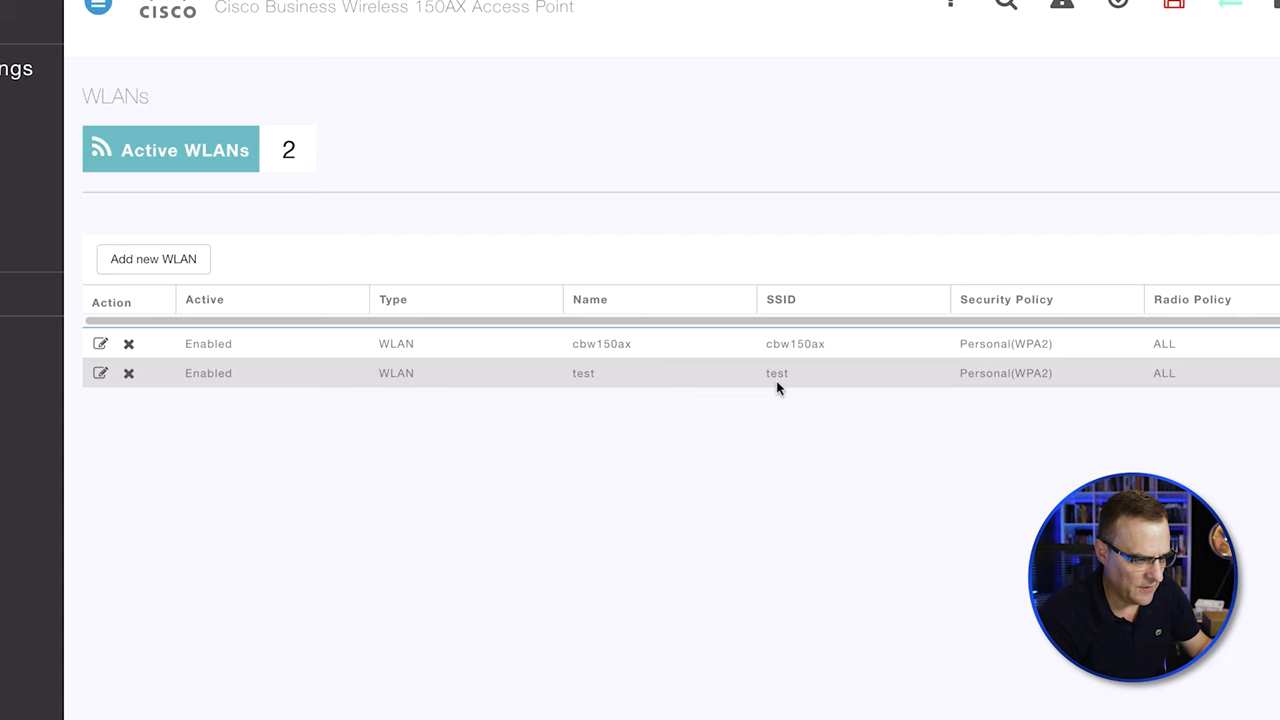 CISCO
Cisco Business Wireless 150AX Access Point
ngs
WLANs
Active WLANs 2
Add new WLAN
Action Active Type Name SSID Security Policy Radio Policy
Enabled WLAN cbw150ax cbw150ax Personal(WPA2) ALL
Enabled WLAN test test Personal(WPA2) ALL